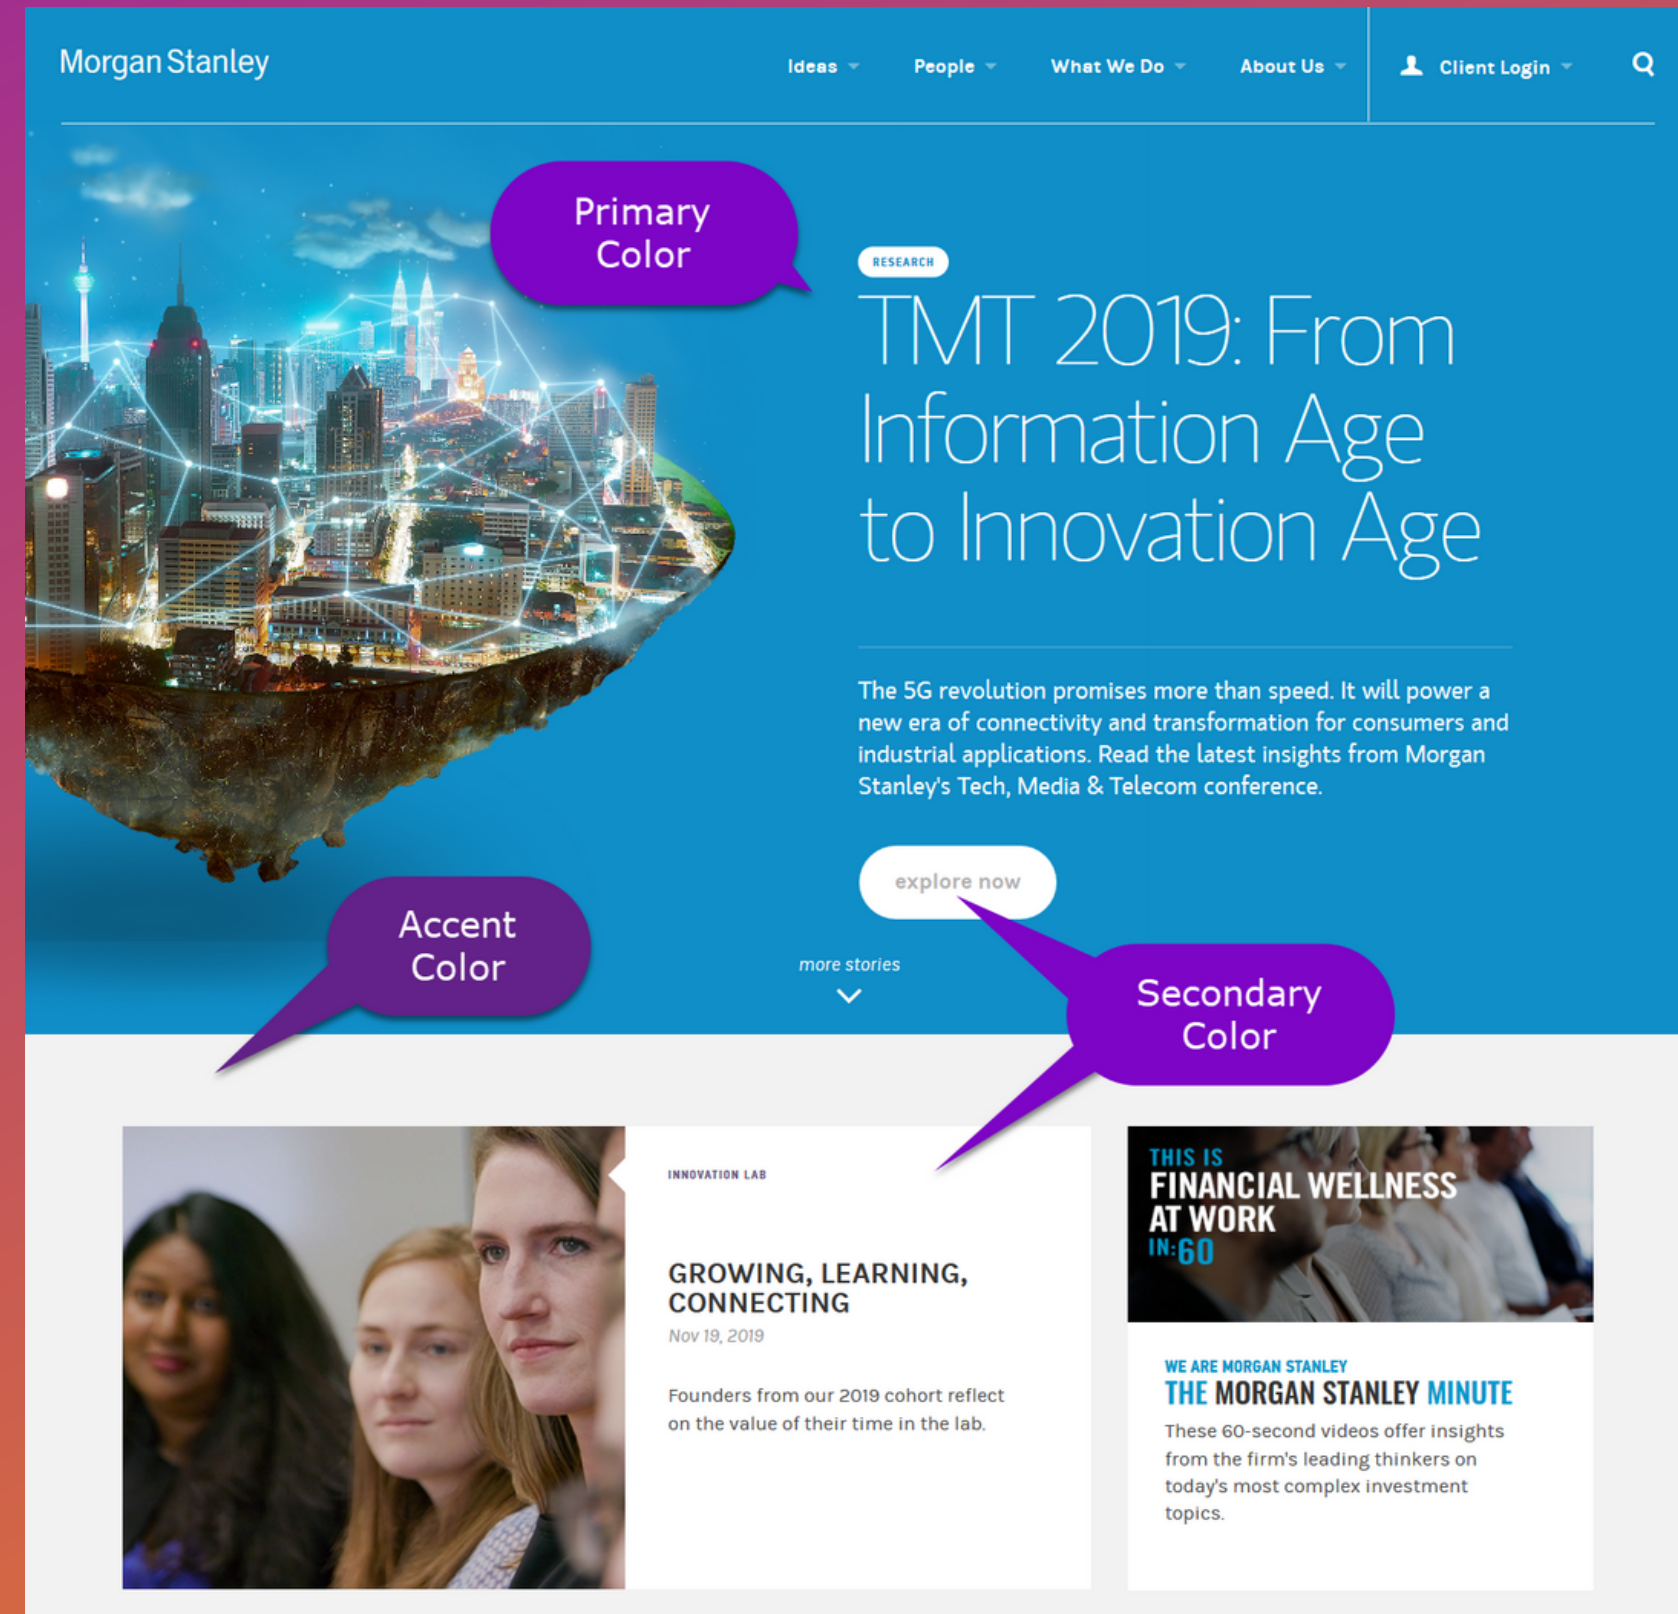 Morgan Stanley
Ideas
People
What We Do
About Us
Client Login
Primary
Color
RESEARCH
TMT 2019: From
Information Age
to Innovation Age
The 5G revolution promises more than speed. It will power a
new era of connectivity and transformation for consumers and
industrial applications. Read the latest insights from Morgan
Stanley's Tech, Media & Telecom conference.
explore now
more stories
Accent
Color
Secondary
Color
INNOVATION LAB
GROWING, LEARNING,
CONNECTING
Nov 19, 2019
Founders from our 2019 cohort reflect
on the value of their time in the lab.
THIS IS
FINANCIAL WELLNESS
AT WORK
IN:60
WE ARE MORGAN STANLEY
THE MORGAN STANLEY MINUTE
These 60-second videos offer insights
from the firm's leading thinkers on
today's most complex investment
topics.